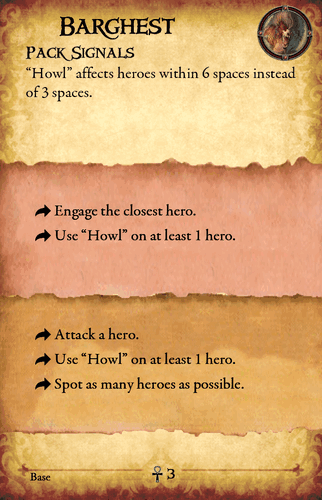 Barghest
Pack Signals
“Howl” affects heroes within 6 spaces instead
of 3 spaces.
Engage the closest hero.
Use “Howl” on at least 1 hero.
Attack a hero.
Use “Howl” on at least 1 hero.
Spot as many heroes as possible.
Base
3